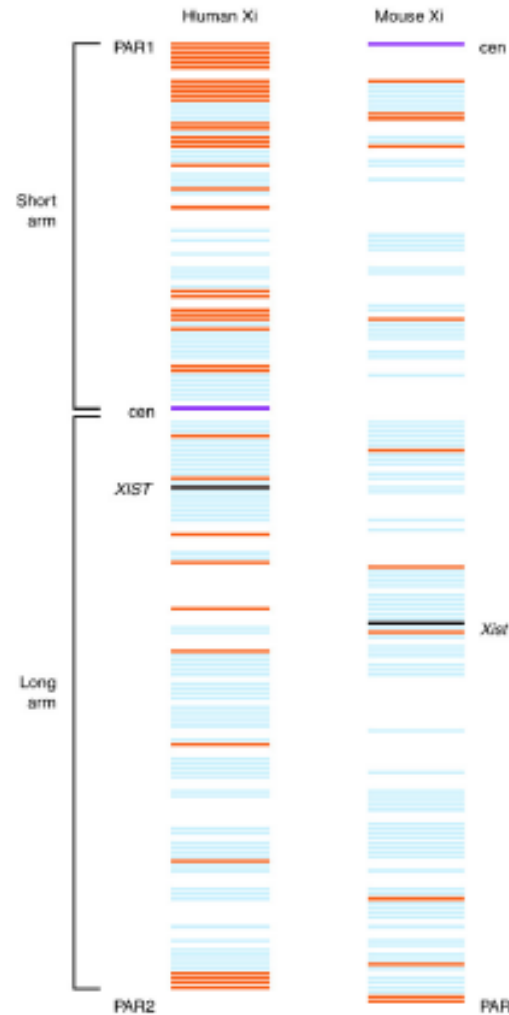 Human Xi
Mouse Xi
PAR1
cen
Short
arm
cen
XIST
Xist
Long
arm
PAR2
PAR